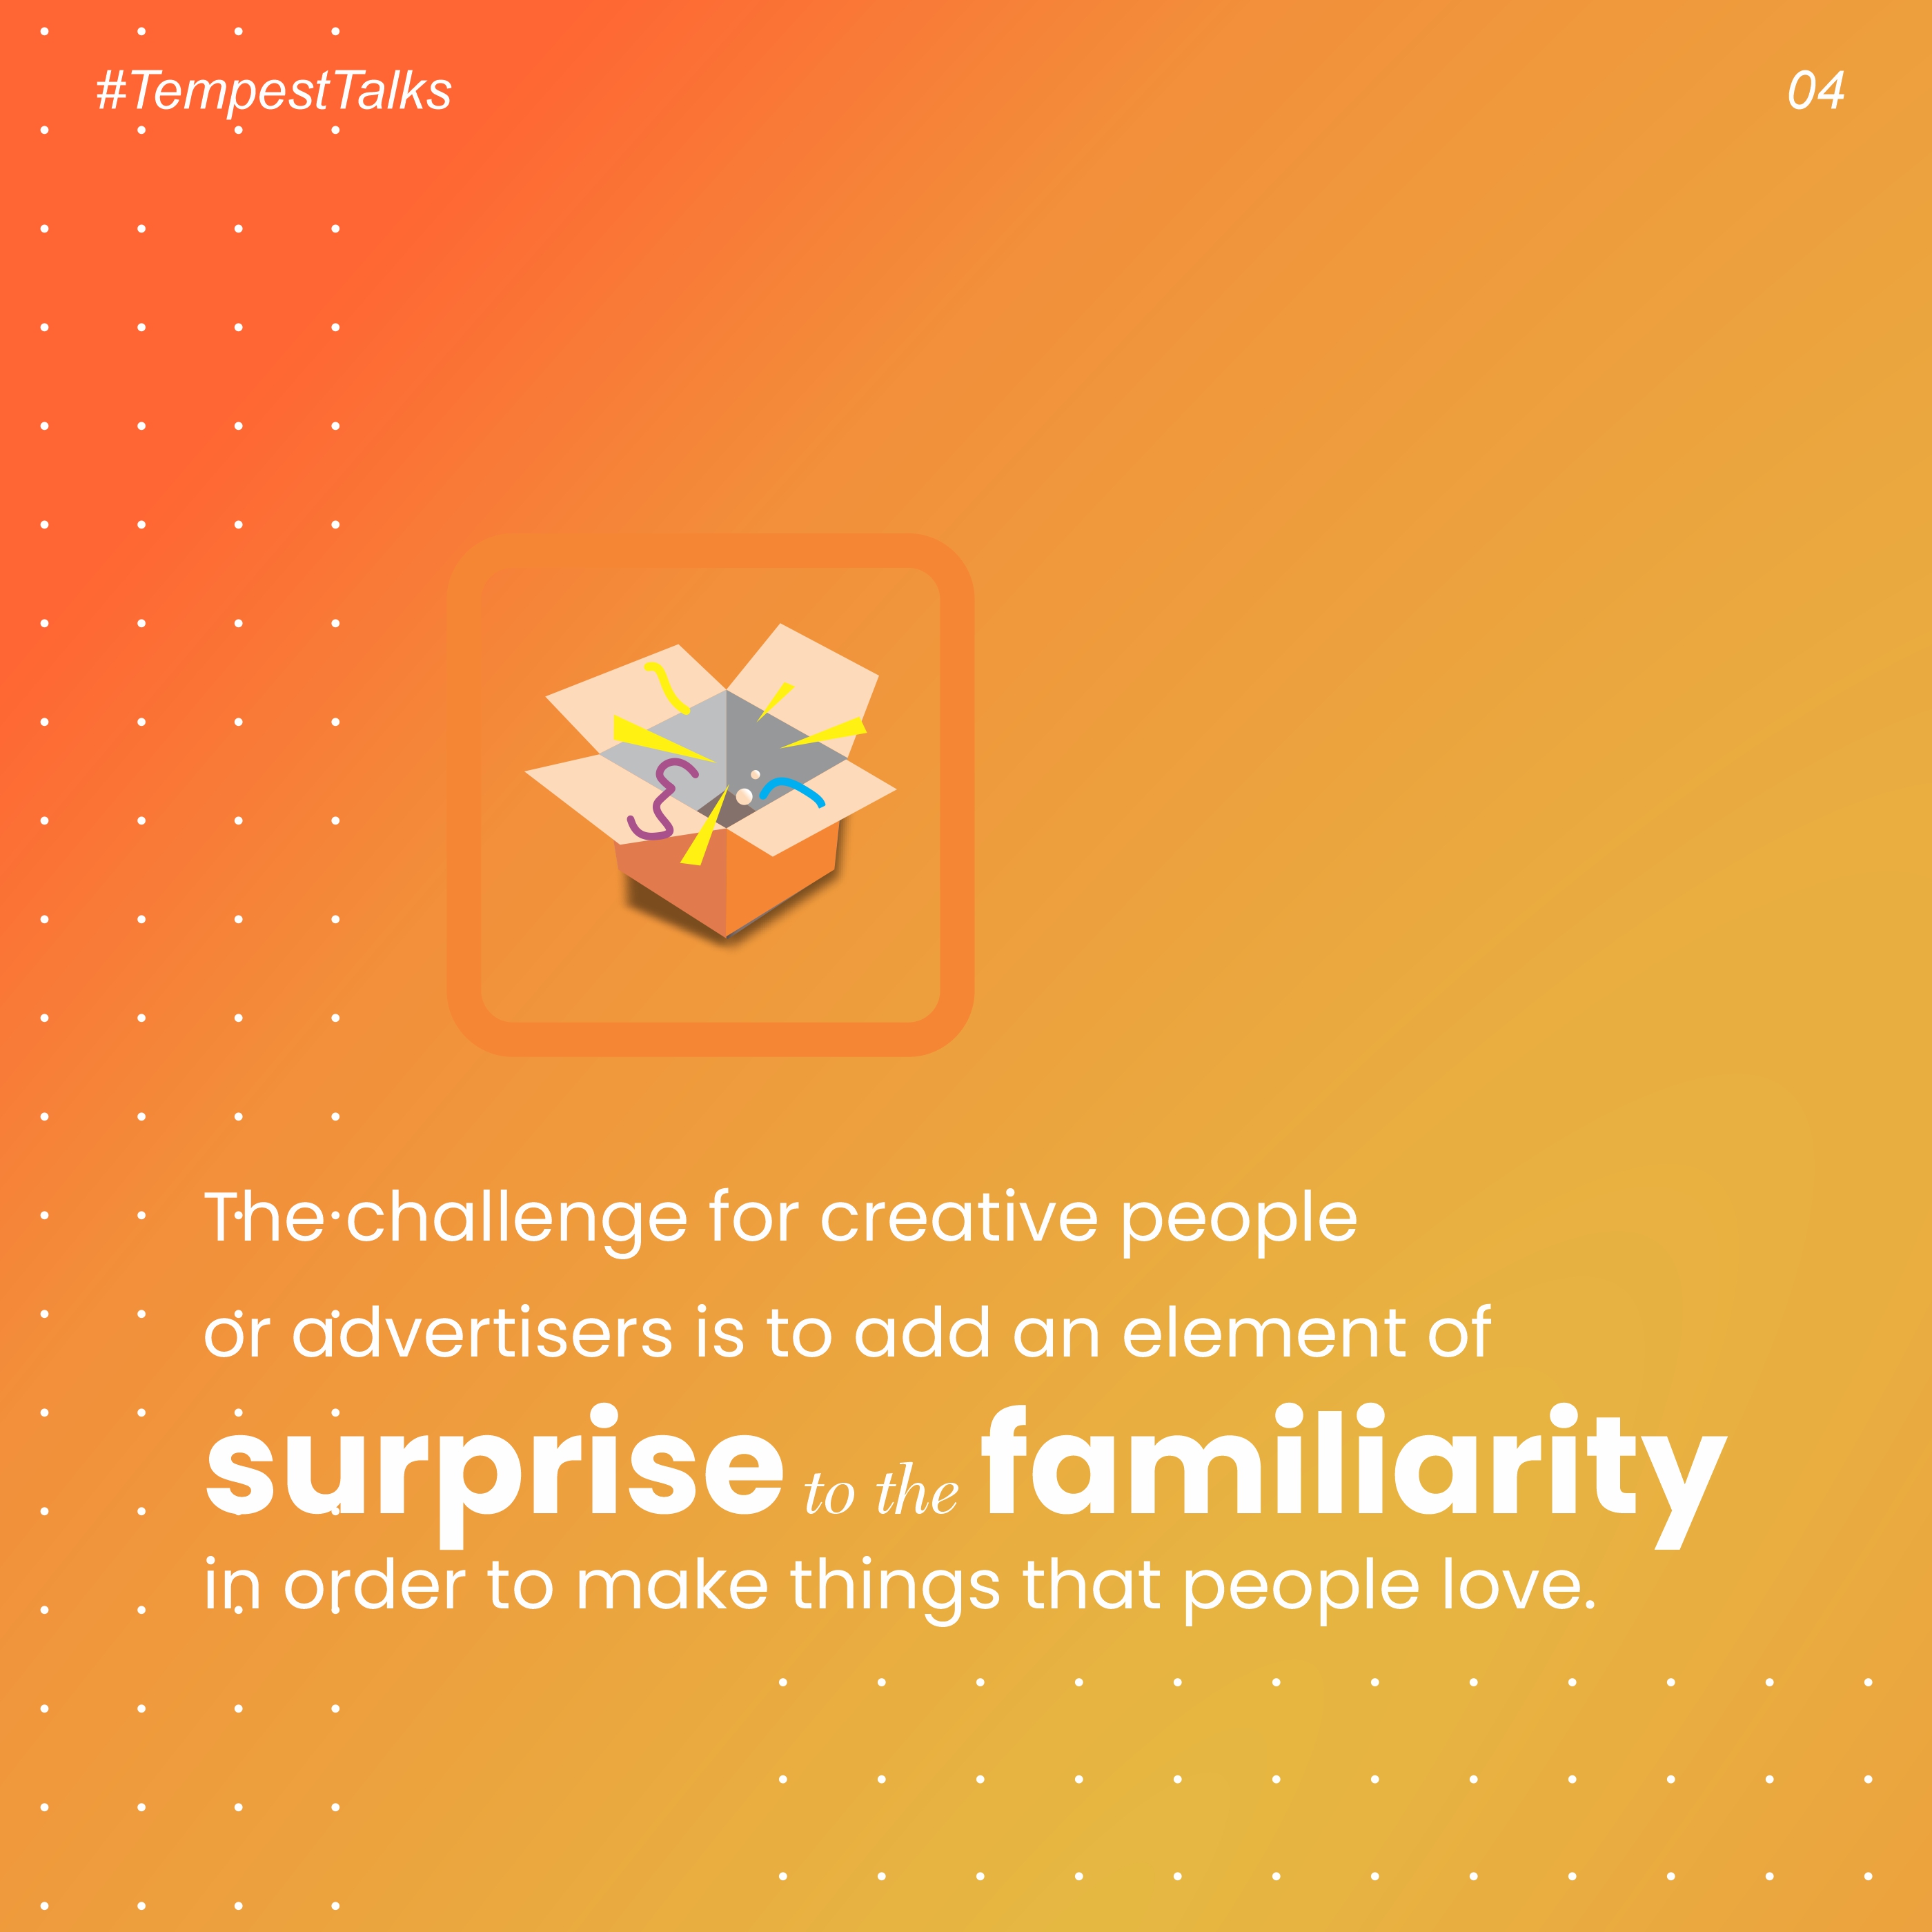 #TempestTalks
04
The challenge for creative people
or advertisers is to add an element of
surprise to the familiarity
in order to make things that people love.